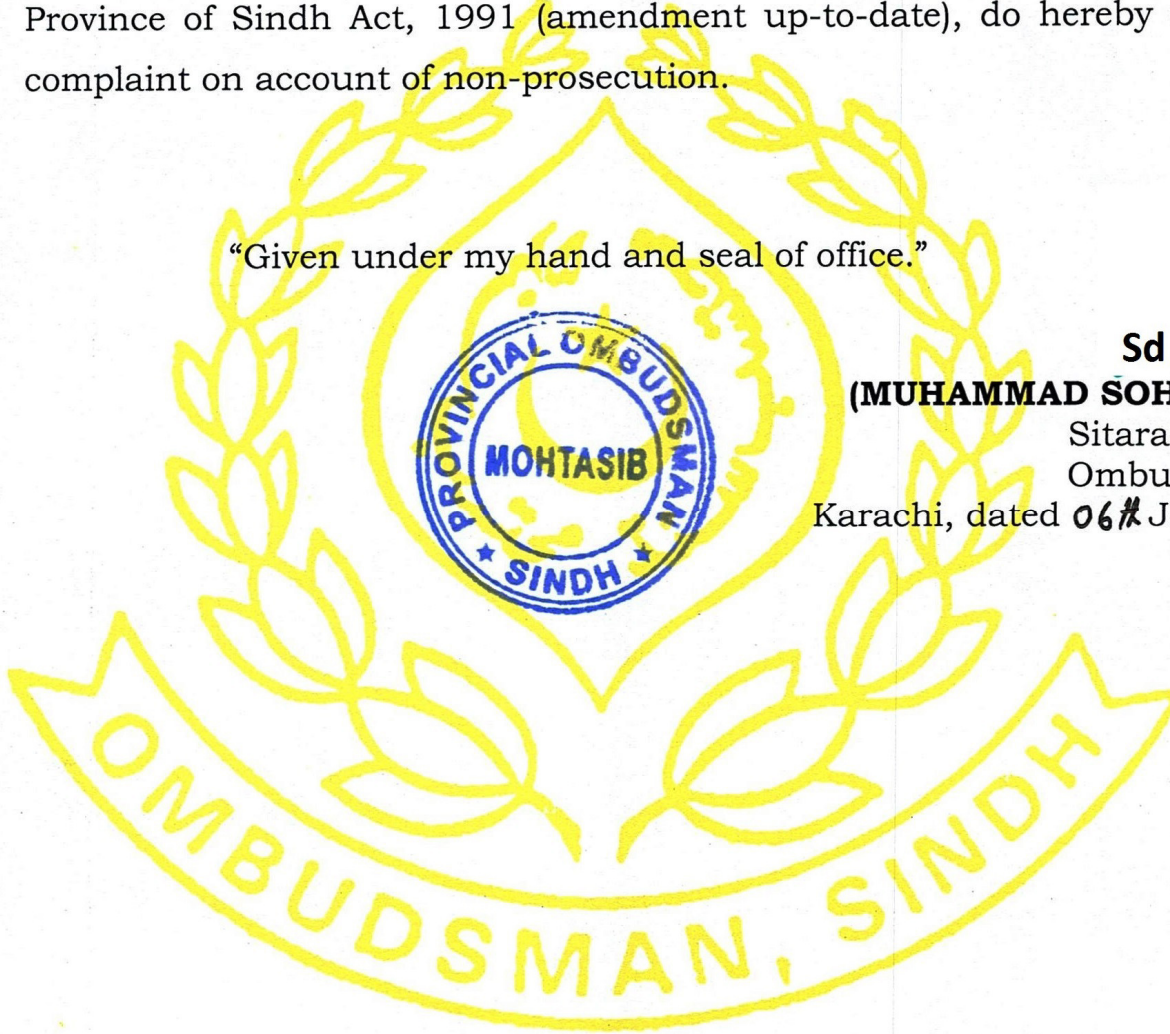 Province of Sindh Act, 1991 (amendment up-to-date), do hereby
complaint on account of non-prosecution.
“Given under my hand and seal of office.”
PROVINCIAL OMBUDSMAN
MOHTASIB
★ SINDH ★
Sd
(MUHAMMAD SOH
Sitara
Ombu
Karachi, dated 06th J
OMBUDSMAN, SINDH